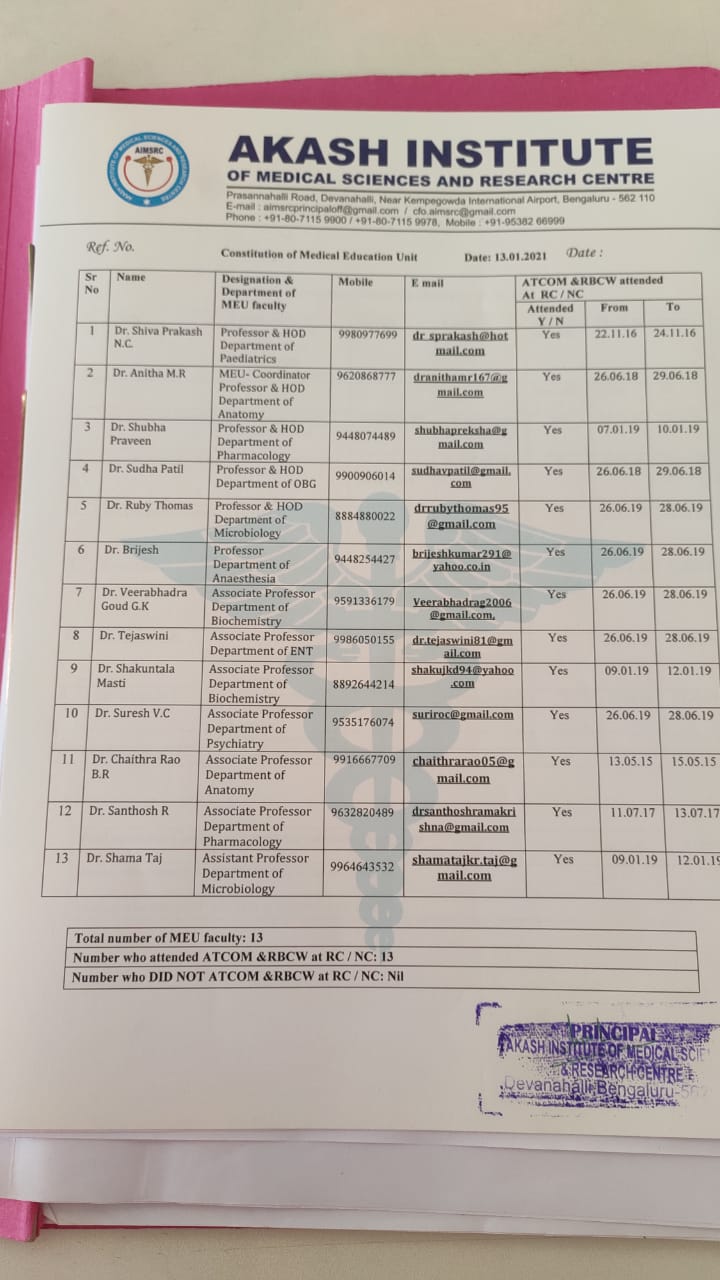 AIMSRC
AKASH INSTITUTE
OF MEDICAL SCIENCES AND RESEARCH CENTRE
Prasannahalli Road, Devanahalli, Near Kempegowda International Airport, Bengaluru - 562 110
E-mail : aimsrcprincipaloff@gmail.com / cfo.aimsrc@gmail.com
Phone : +91-80-7115 9900 / +91-80-7115 9978, Mobile : +91-95382 66999
Ref. No. Constitution of Medical Education Unit Date: 13.01.2021 Date :
Sr Name Designation & Mobile E mail ATCOM &RBCW attended
No Department of At RC / NC
MEU faculty Attended From To
Y / N
1 Dr. Shiva Prakash Professor & HOD 9980977699 dr_sprakash@hot Yes 22.11.16 24.11.16
N.C. Department of mail.com
Paediatrics
2 Dr. Anitha M.R MEU- Coordinator 9620868777 dranithamr167@g Yes 26.06.18 29.06.18
Professor & HOD mail.com
Department of
Anatomy
3 Dr. Shubha Professor & HOD 9448074489 shubhapreksha@g Yes 07.01.19 10.01.19
Praveen Department of mail.com
Pharmacology
4 Dr. Sudha Patil Professor & HOD 9900906014 sudhavpatil@gmail. Yes 26.06.18 29.06.18
Department of OBG com
5 Dr. Ruby Thomas Professor & HOD 8884880022 drrubythomas95 Yes 26.06.19 28.06.19
Department of @gmail.com
Microbiology
6 Dr. Brijesh Professor 9448254427 brijeshkumar291@ Yes 26.06.19 28.06.19
Department of yahoo.co.in
Anaesthesia
7 Dr. Veerabhadra Associate Professor 9591336179 Veerabhadrag2006 Yes 26.06.19 28.06.19
Goud G.K Department of @gmail.com,
Biochemistry
8 Dr. Tejaswini Associate Professor 9986050155 dr.tejaswini81@gm Yes 26.06.19 28.06.19
Department of ENT ail.com
9 Dr. Shakuntala Associate Professor 8892644214 shakujkd94@yahoo Yes 09.01.19 12.01.19
Masti Department of .com
Biochemistry
10 Dr. Suresh V.C Associate Professor 9535176074 suriroc@gmail.com Yes 26.06.19 28.06.19
Department of
Psychiatry
11 Dr. Chaithra Rao Associate Professor 9916667709 chaithrarao05@g Yes 13.05.15 15.05.15
B.R Department of mail.com
Anatomy
12 Dr. Santhosh R Associate Professor 9632820489 drsanthoshramakri Yes 11.07.17 13.07.17
Department of shna@gmail.com
Pharmacology
13 Dr. Shama Taj Assistant Professor 9964643532 shamatajkr.taj@g Yes 09.01.19 12.01.19
Department of mail.com
Microbiology
Total number of MEU faculty: 13
Number who attended ATCOM &RBCW at RC / NC: 13
Number who DID NOT ATCOM &RBCW at RC / NC: Nil
PRINCIPAL
AKASH INSTITUTE OF MEDICAL SCIE
& RESEARCH CENTRE
Devanahalli, Bengaluru-562